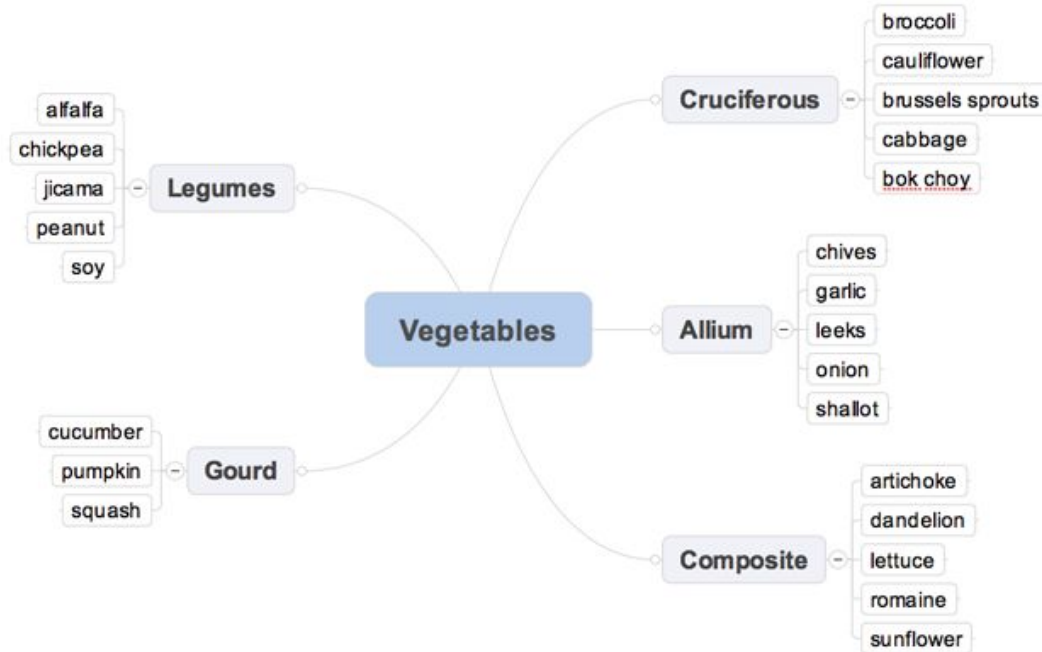 Vegetables
Cruciferous
broccoli
cauliflower
brussels sprouts
cabbage
bok choy
Allium
chives
garlic
leeks
onion
shallot
Composite
artichoke
dandelion
lettuce
romaine
sunflower
Legumes
alfalfa
chickpea
jicama
peanut
soy
Gourd
cucumber
pumpkin
squash